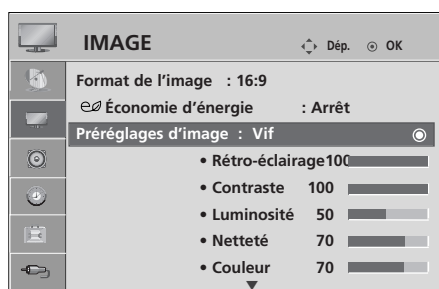 IMAGE Dép. OK
Format de l'image : 16:9
Économie d'énergie : Arrêt
Préréglages d'image : Vif
• Rétro-éclairage100
• Contraste 100
• Luminosité 50
• Netteté 70
• Couleur 70